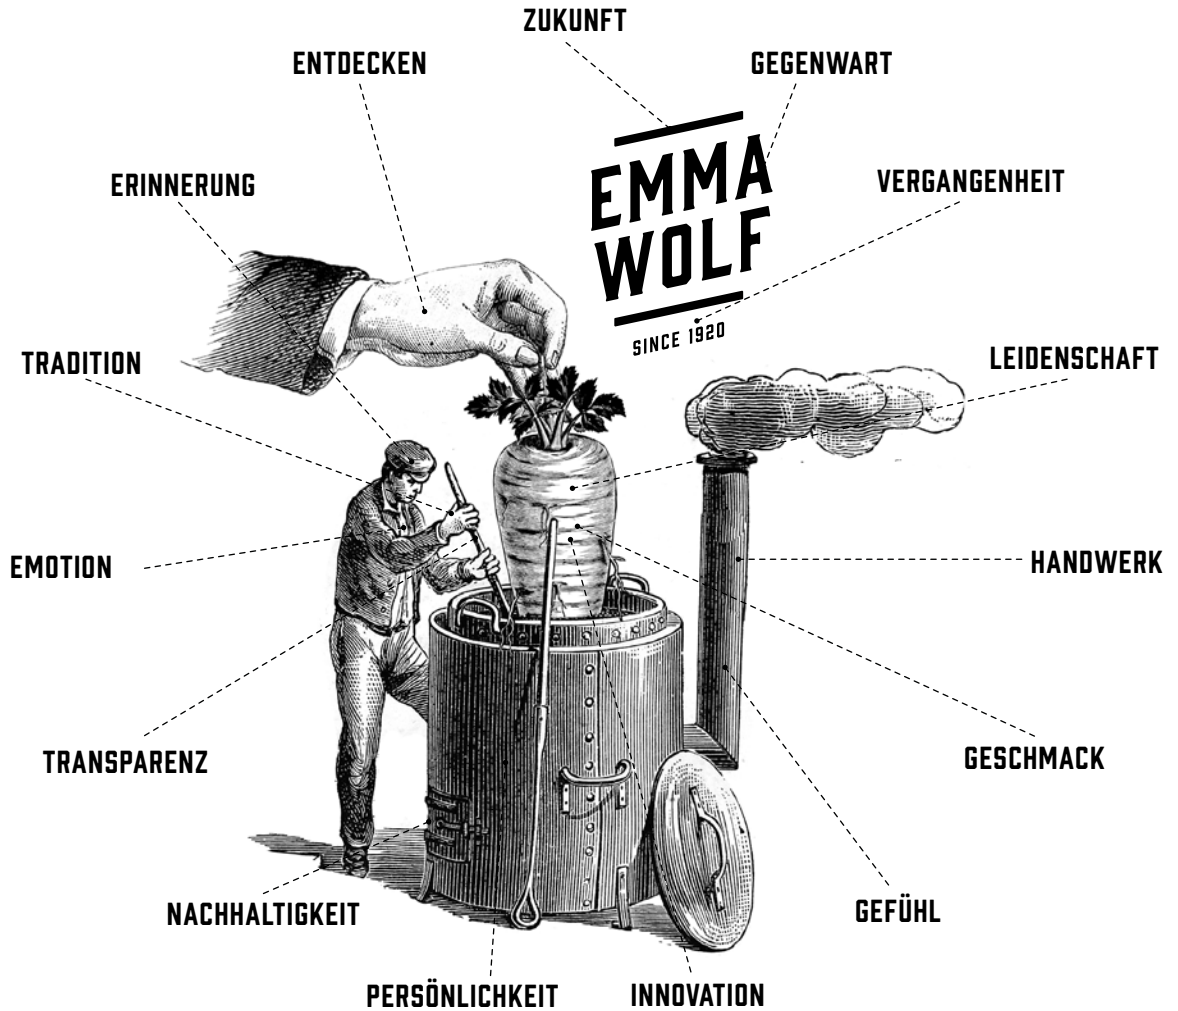 ZUKUNFT
ENTDECKEN
GEGENWART
EMMA
WOLF
SINCE 1920
ERINNERUNG
VERGANGENHEIT
TRADITION
LEIDENSCHAFT
EMOTION
HANDWERK
TRANSPARENZ
GESCHMACK
NACHHALTIGKEIT
GEFÜHL
PERSÖNLICHKEIT
INNOVATION